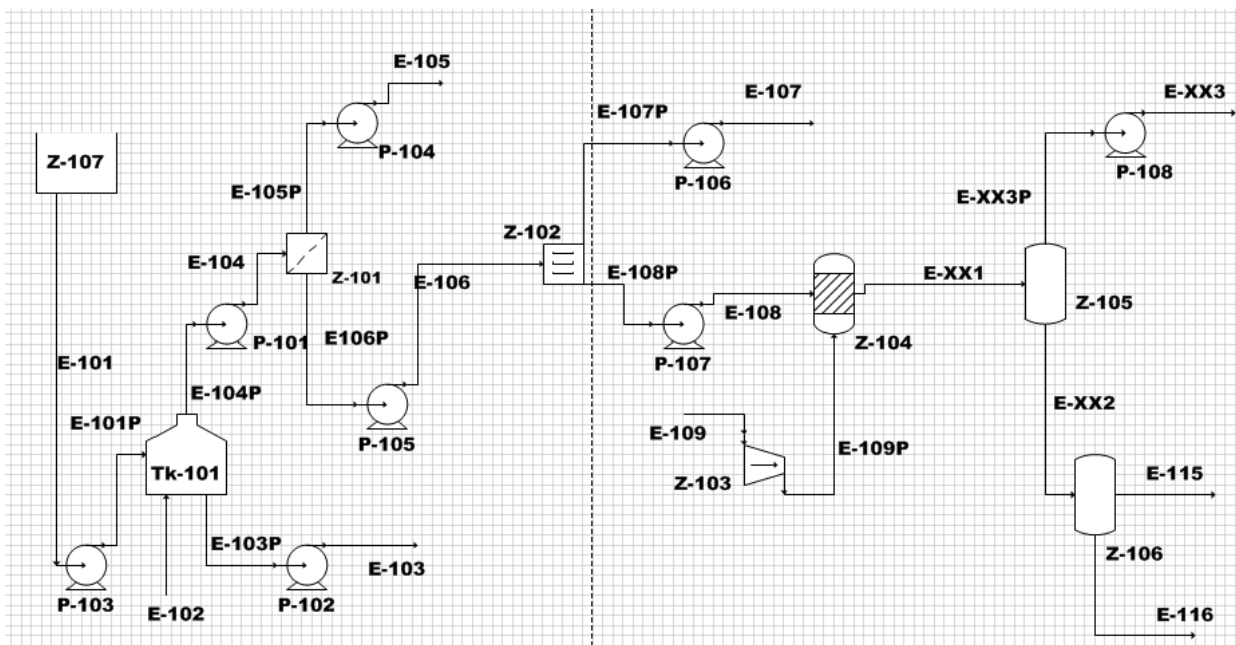 E-105
E-XX3
E-107
E-107P
P-104
Z-107
P-106
P-108
E-105P
E-XX3P
Z-102
E-104
E-108P
E-XX1
Z-101
E-106
Z-105
E-108
P-101
E106P
P-107
Z-104
E-101
E-104P
E-XX2
E-101P
E-109
P-105
E-109P
Tk-101
Z-103
E-115
E-103P
Z-106
E-103
P-103
E-102
P-102
E-116